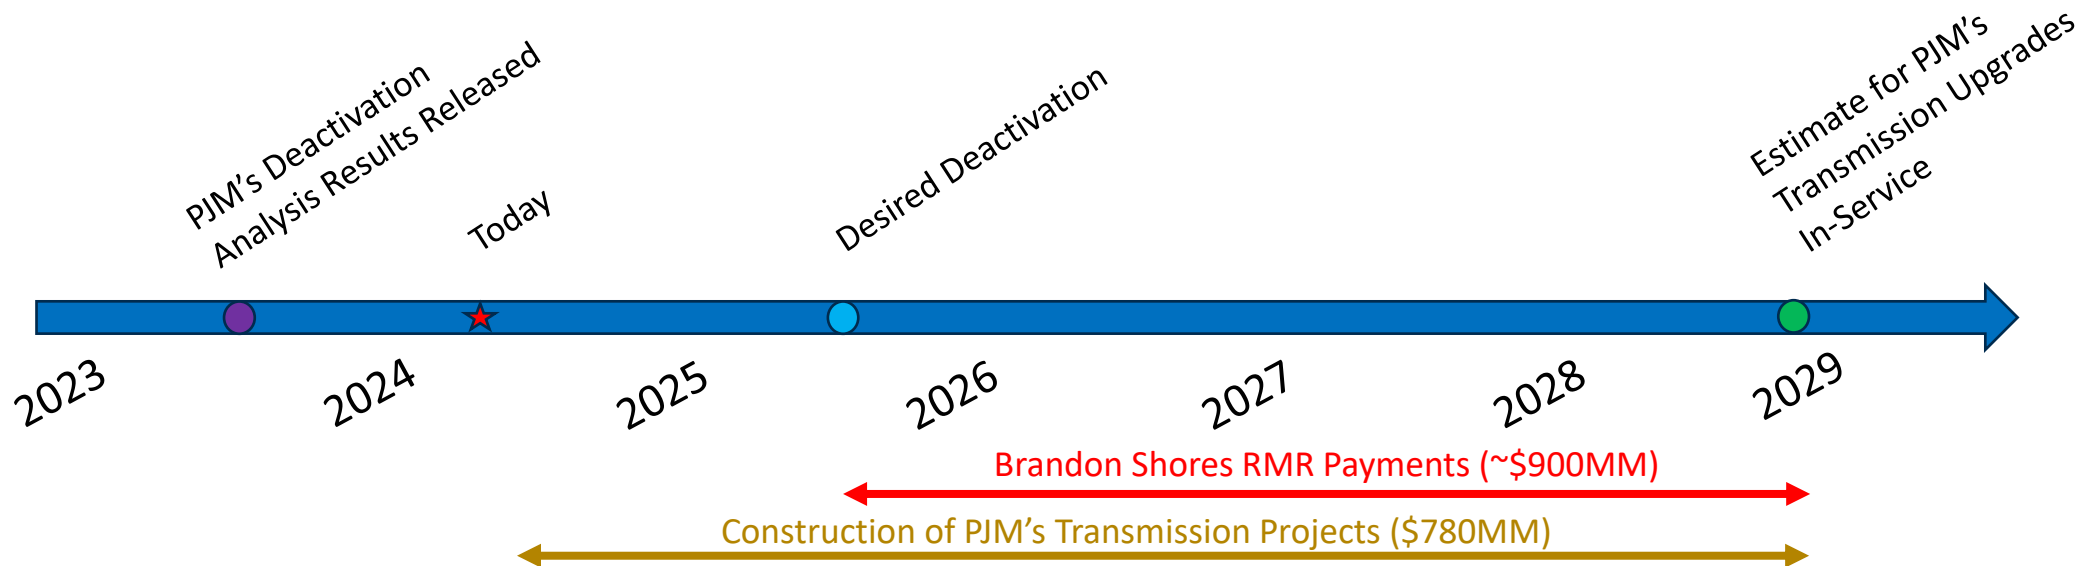 PJM's Deactivation
Analysis Results Released
Today
Desired Deactivation
Estimate for PJM's
Transmission Upgrades
In-Service
2023
2024
2025
2026
2027
2028
2029
Brandon Shores RMR Payments (~$900MM)
Construction of PJM's Transmission Projects ($780MM)